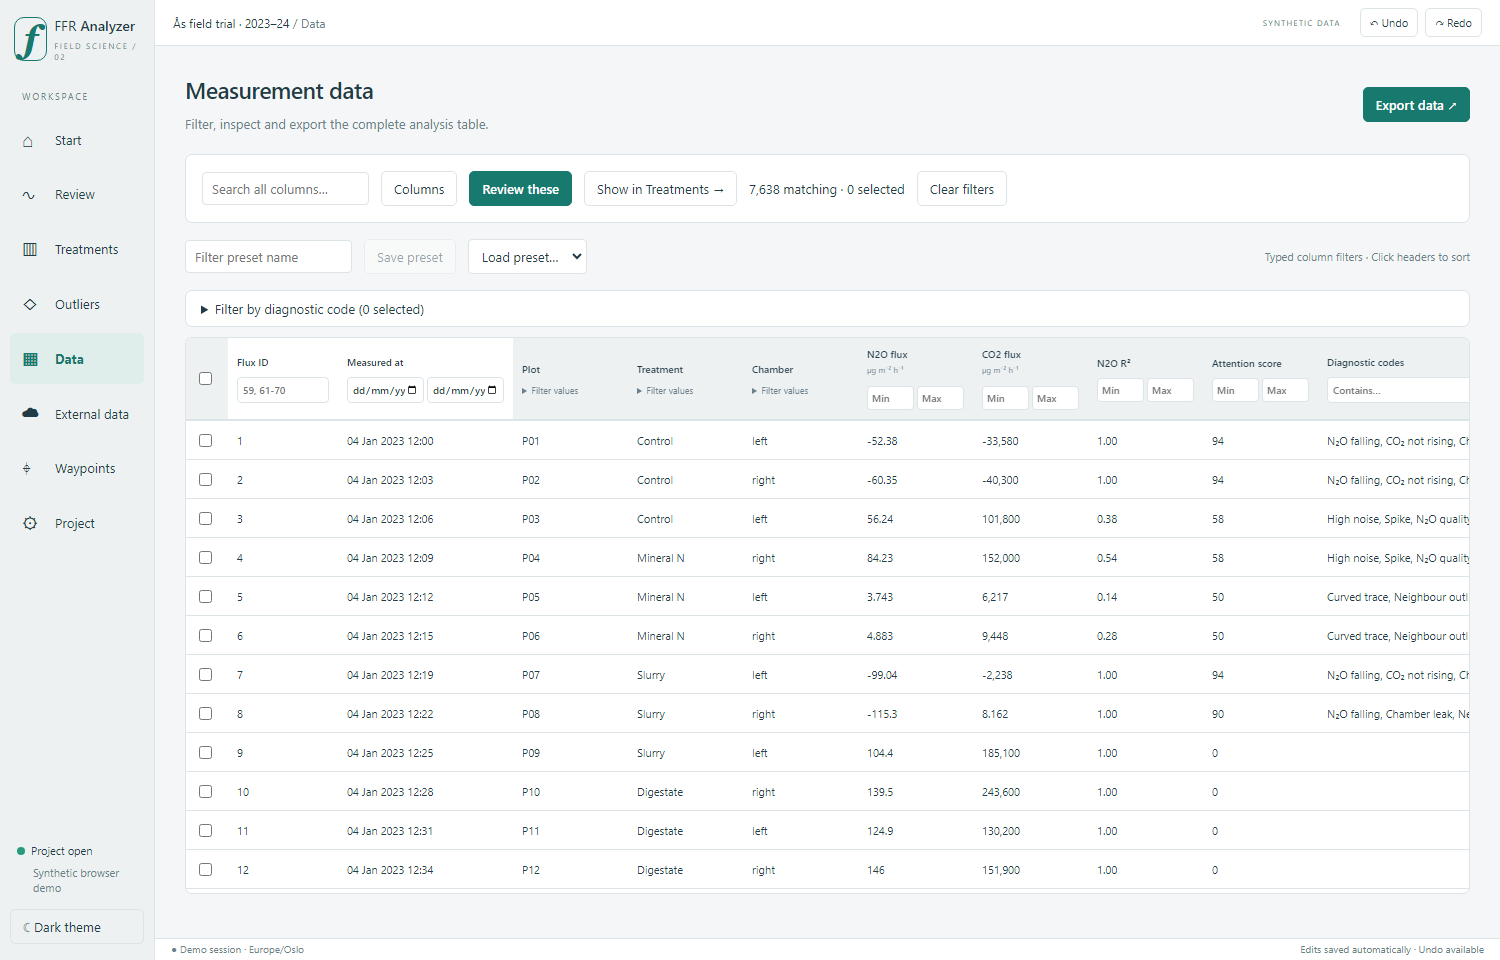 FFR Analyzer
FIELD SCIENCE / 02
WORKSPACE
Start
Review
Treatments
Outliers
Data
External data
Waypoints
Project
Project open
Synthetic browser demo
☾ Dark theme
Ås field trial · 2023–24 / Data
SYNTHETIC DATA
↶ Undo
↷ Redo
Measurement data
Filter, inspect and export the complete analysis table.
Export data ↗
Search all columns...
Columns
Review these
Show in Treatments →
7,638 matching · 0 selected
Clear filters
Filter preset name
Save preset
Load preset...
Typed column filters · Click headers to sort
▶ Filter by diagnostic code (0 selected)
Flux ID
59, 61-70
Measured at
dd/mm/yy
dd/mm/yy
Plot
▶ Filter values
Treatment
▶ Filter values
Chamber
▶ Filter values
N2O flux
µg m⁻² h⁻¹
Min
Max
CO2 flux
µg m⁻² h⁻¹
Min
Max
N2O R²
Min
Max
Attention score
Min
Max
Diagnostic codes
Contains...
1 04 Jan 2023 12:00 P01 Control left -52.38 -33,580 1.00 94 N₂O falling, CO₂ not rising, Ch
2 04 Jan 2023 12:03 P02 Control right -60.35 -40,300 1.00 94 N₂O falling, CO₂ not rising, Ch
3 04 Jan 2023 12:06 P03 Control left 56.24 101,800 0.38 58 High noise, Spike, N₂O quality
4 04 Jan 2023 12:09 P04 Mineral N right 84.23 152,000 0.54 58 High noise, Spike, N₂O quality
5 04 Jan 2023 12:12 P05 Mineral N left 3.743 6,217 0.14 50 Curved trace, Neighbour outl
6 04 Jan 2023 12:15 P06 Mineral N right 4.883 9,448 0.28 50 Curved trace, Neighbour outl
7 04 Jan 2023 12:19 P07 Slurry left -99.04 -2,238 1.00 94 N₂O falling, CO₂ not rising, Ch
8 04 Jan 2023 12:22 P08 Slurry right -115.3 8.162 1.00 90 N₂O falling, Chamber leak, Ne
9 04 Jan 2023 12:25 P09 Slurry left 104.4 185,100 1.00 0
10 04 Jan 2023 12:28 P10 Digestate right 139.5 243,600 1.00 0
11 04 Jan 2023 12:31 P11 Digestate left 124.9 130,200 1.00 0
12 04 Jan 2023 12:34 P12 Digestate right 146 151,900 1.00 0
● Demo session · Europe/Oslo
Edits saved automatically · Undo available